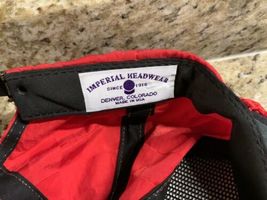 IMPERIAL HEADWEAR
SINCE 1916
DENVER, COLORADO
MADE IN USA